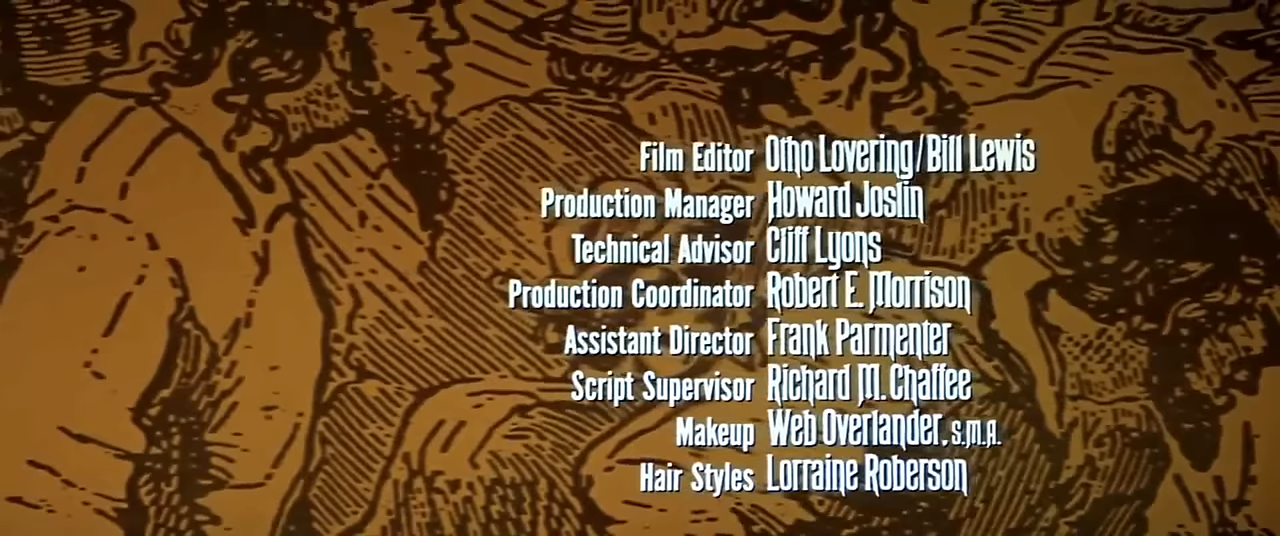 Film Editor Otho Lovering/Bill Lewis
Production Manager Howard Joslin
Technical Advisor Cliff Lyons
Production Coordinator Robert E. Morrison
Assistant Director Frank Parmenter
Script Supervisor Richard M. Chaffee
Makeup Web Overlander, S.M.A.
Hair Styles Lorraine Roberson